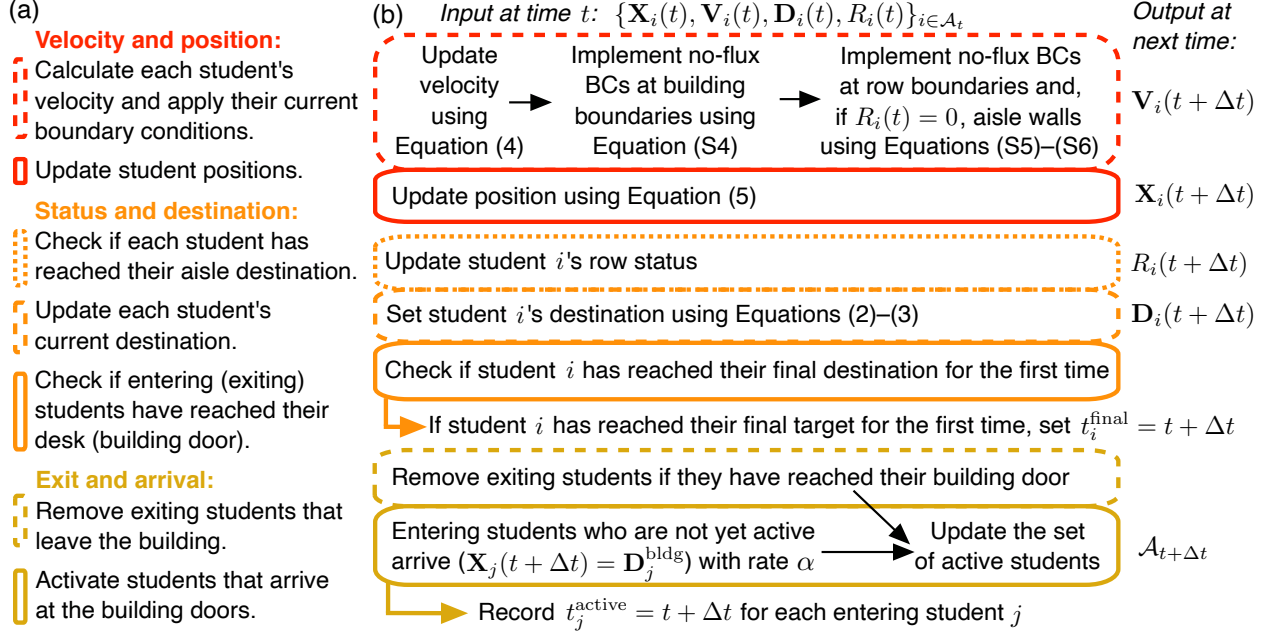 (a)
Velocity and position:
Calculate each student's
velocity and apply their current
boundary conditions.
Update student positions.
Status and destination:
Check if each student has
reached their aisle destination.
Update each student's
current destination.
Check if entering (exiting)
students have reached their
desk (building door).
Exit and arrival:
Remove exiting students that
leave the building.
Activate students that arrive
at the building doors.
(b)
Input at time t: {X_i(t), V_i(t), D_i(t), R_i(t)}_{i∈𝒜_t}
Output at
next time:
Update
velocity
using
Equation (4)
Implement no-flux
BCs at building
boundaries using
Equation (S4)
Implement no-flux BCs
at row boundaries and,
if R_i(t) = 0, aisle walls
using Equations (S5)–(S6)
V_i(t + Δt)
Update position using Equation (5)
X_i(t + Δt)
Update student i's row status
R_i(t + Δt)
Set student i's destination using Equations (2)–(3)
D_i(t + Δt)
Check if student i has reached their final destination for the first time
If student i has reached their final target for the first time, set t_i^final = t + Δt
Remove exiting students if they have reached their building door
Entering students who are not yet active
arrive (X_j(t + Δt) = D_j^bldg) with rate α
Update the set
of active students
𝒜_{t+Δt}
Record t_j^active = t + Δt for each entering student j